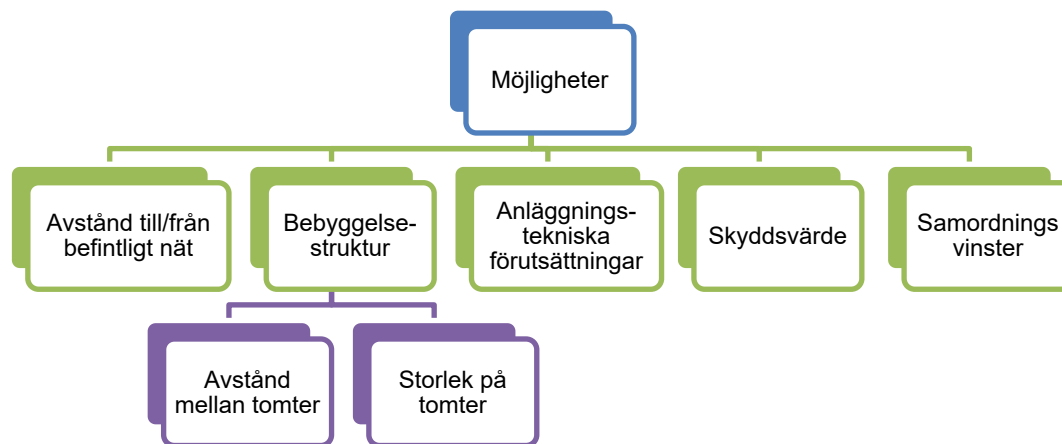 Möjligheter
Avstånd till/från
befintligt nät
Bebyggelse-
struktur
Anläggnings-
tekniska
förutsättningar
Skyddsvärde
Samordnings
vinster
Avstånd
mellan tomter
Storlek på
tomter